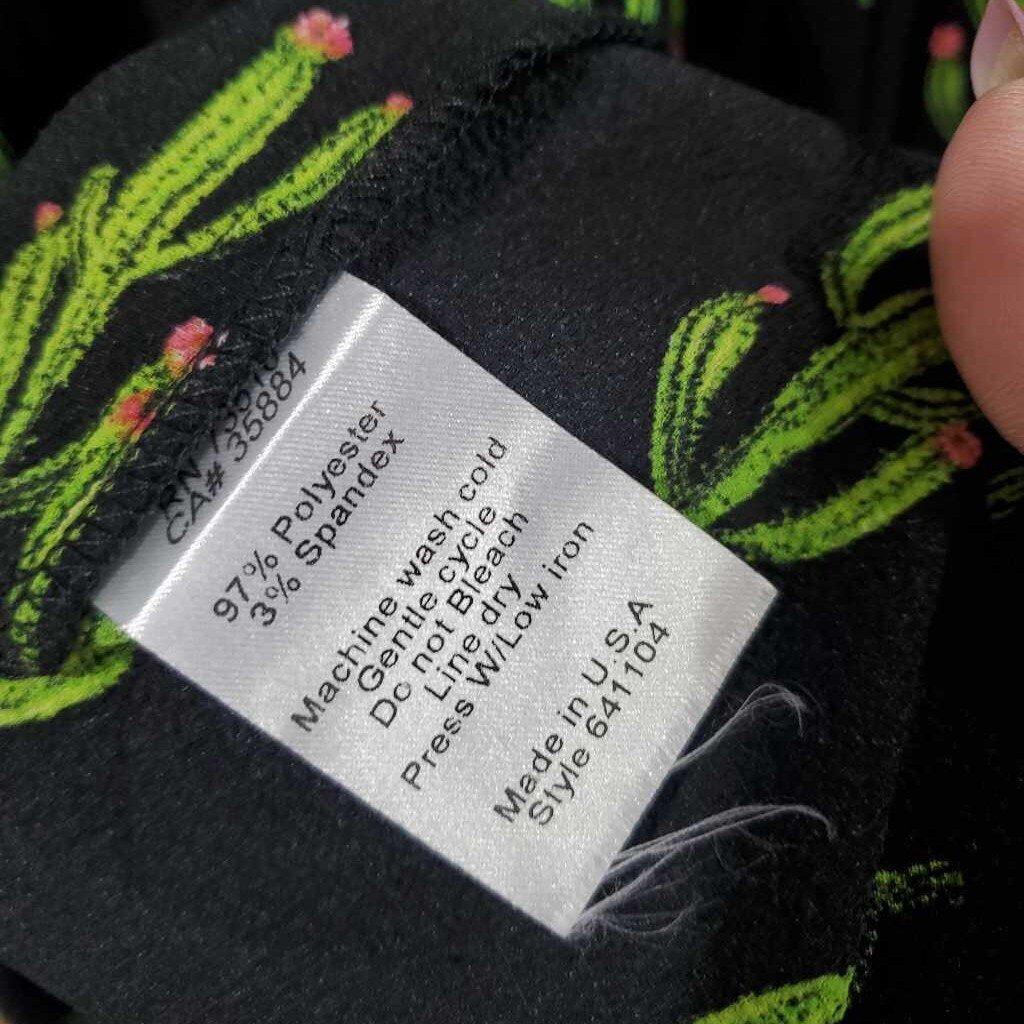 RN
CA# 35884
97% Polyester
3% Spandex
Machine wash cold
Gentle cycle
Do not Bleach
Line dry
Press W/Low iron
Made in U.S.A
Style 641104